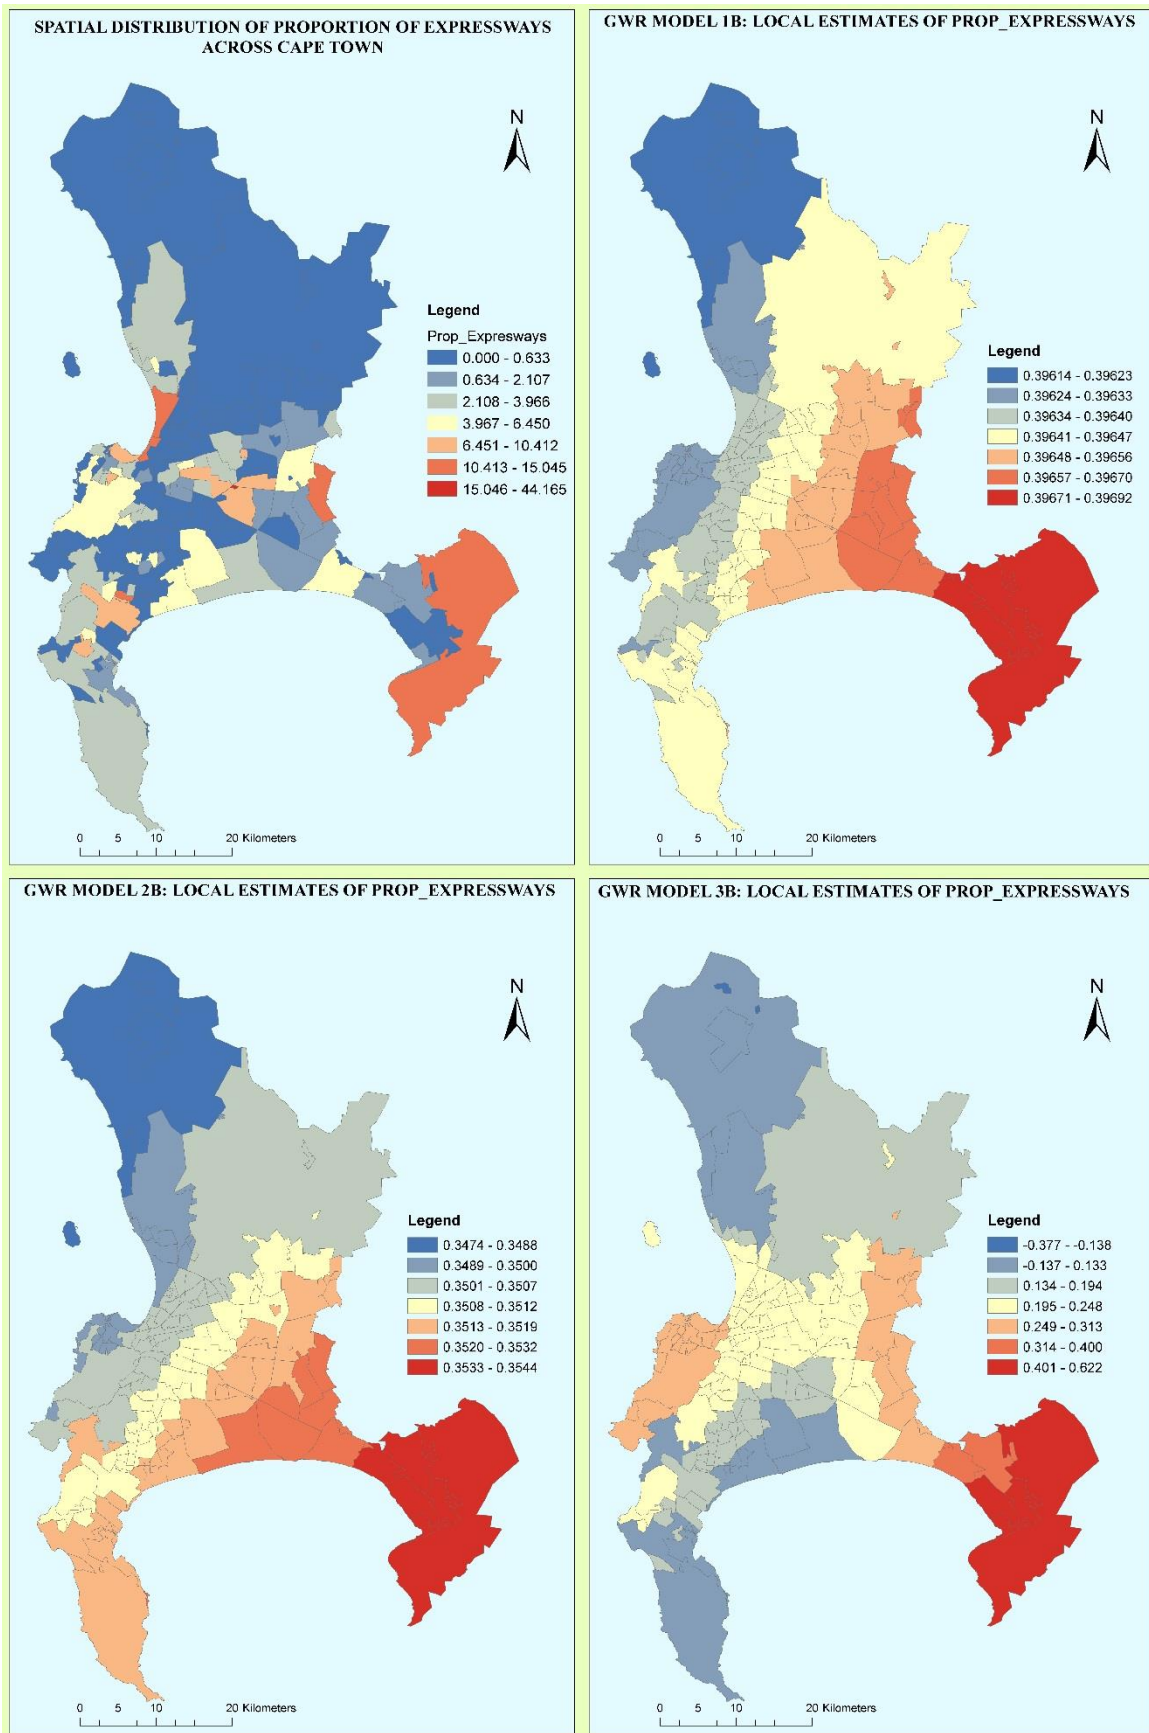 SPATIAL DISTRIBUTION OF PROPORTION OF EXPRESSWAYS
ACROSS CAPE TOWN
N
Legend
Prop_Expresways
0.000 - 0.633
0.634 - 2.107
2.108 - 3.966
3.967 - 6.450
6.451 - 10.412
10.413 - 15.045
15.046 - 44.165
0 5 10 20 Kilometers
GWR MODEL 1B: LOCAL ESTIMATES OF PROP_EXPRESSWAYS
N
Legend
0.39614 - 0.39623
0.39624 - 0.39633
0.39634 - 0.39640
0.39641 - 0.39647
0.39648 - 0.39656
0.39657 - 0.39670
0.39671 - 0.39692
0 5 10 20 Kilometers
GWR MODEL 2B: LOCAL ESTIMATES OF PROP_EXPRESSWAYS
N
Legend
0.3474 - 0.3488
0.3489 - 0.3500
0.3501 - 0.3507
0.3508 - 0.3512
0.3513 - 0.3519
0.3520 - 0.3532
0.3533 - 0.3544
0 5 10 20 Kilometers
GWR MODEL 3B: LOCAL ESTIMATES OF PROP_EXPRESSWAYS
N
Legend
-0.377 - -0.138
-0.137 - 0.133
0.134 - 0.194
0.195 - 0.248
0.249 - 0.313
0.314 - 0.400
0.401 - 0.622
0 5 10 20 Kilometers